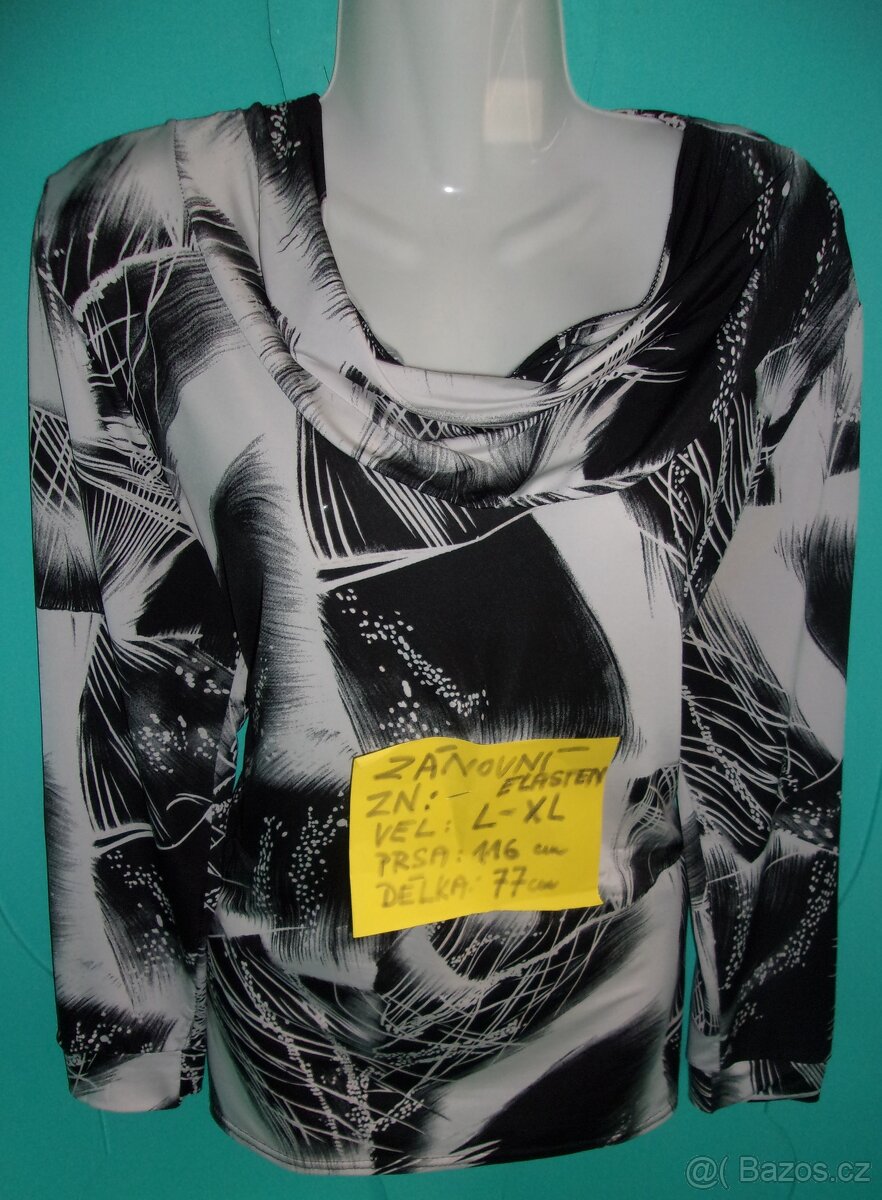 ZÁNOVNÍ
ELASTEN
ZN: -
VEL: L-XL
PRSA: 116 cm
DÉLKA: 77 cm
@( Bazos.cz